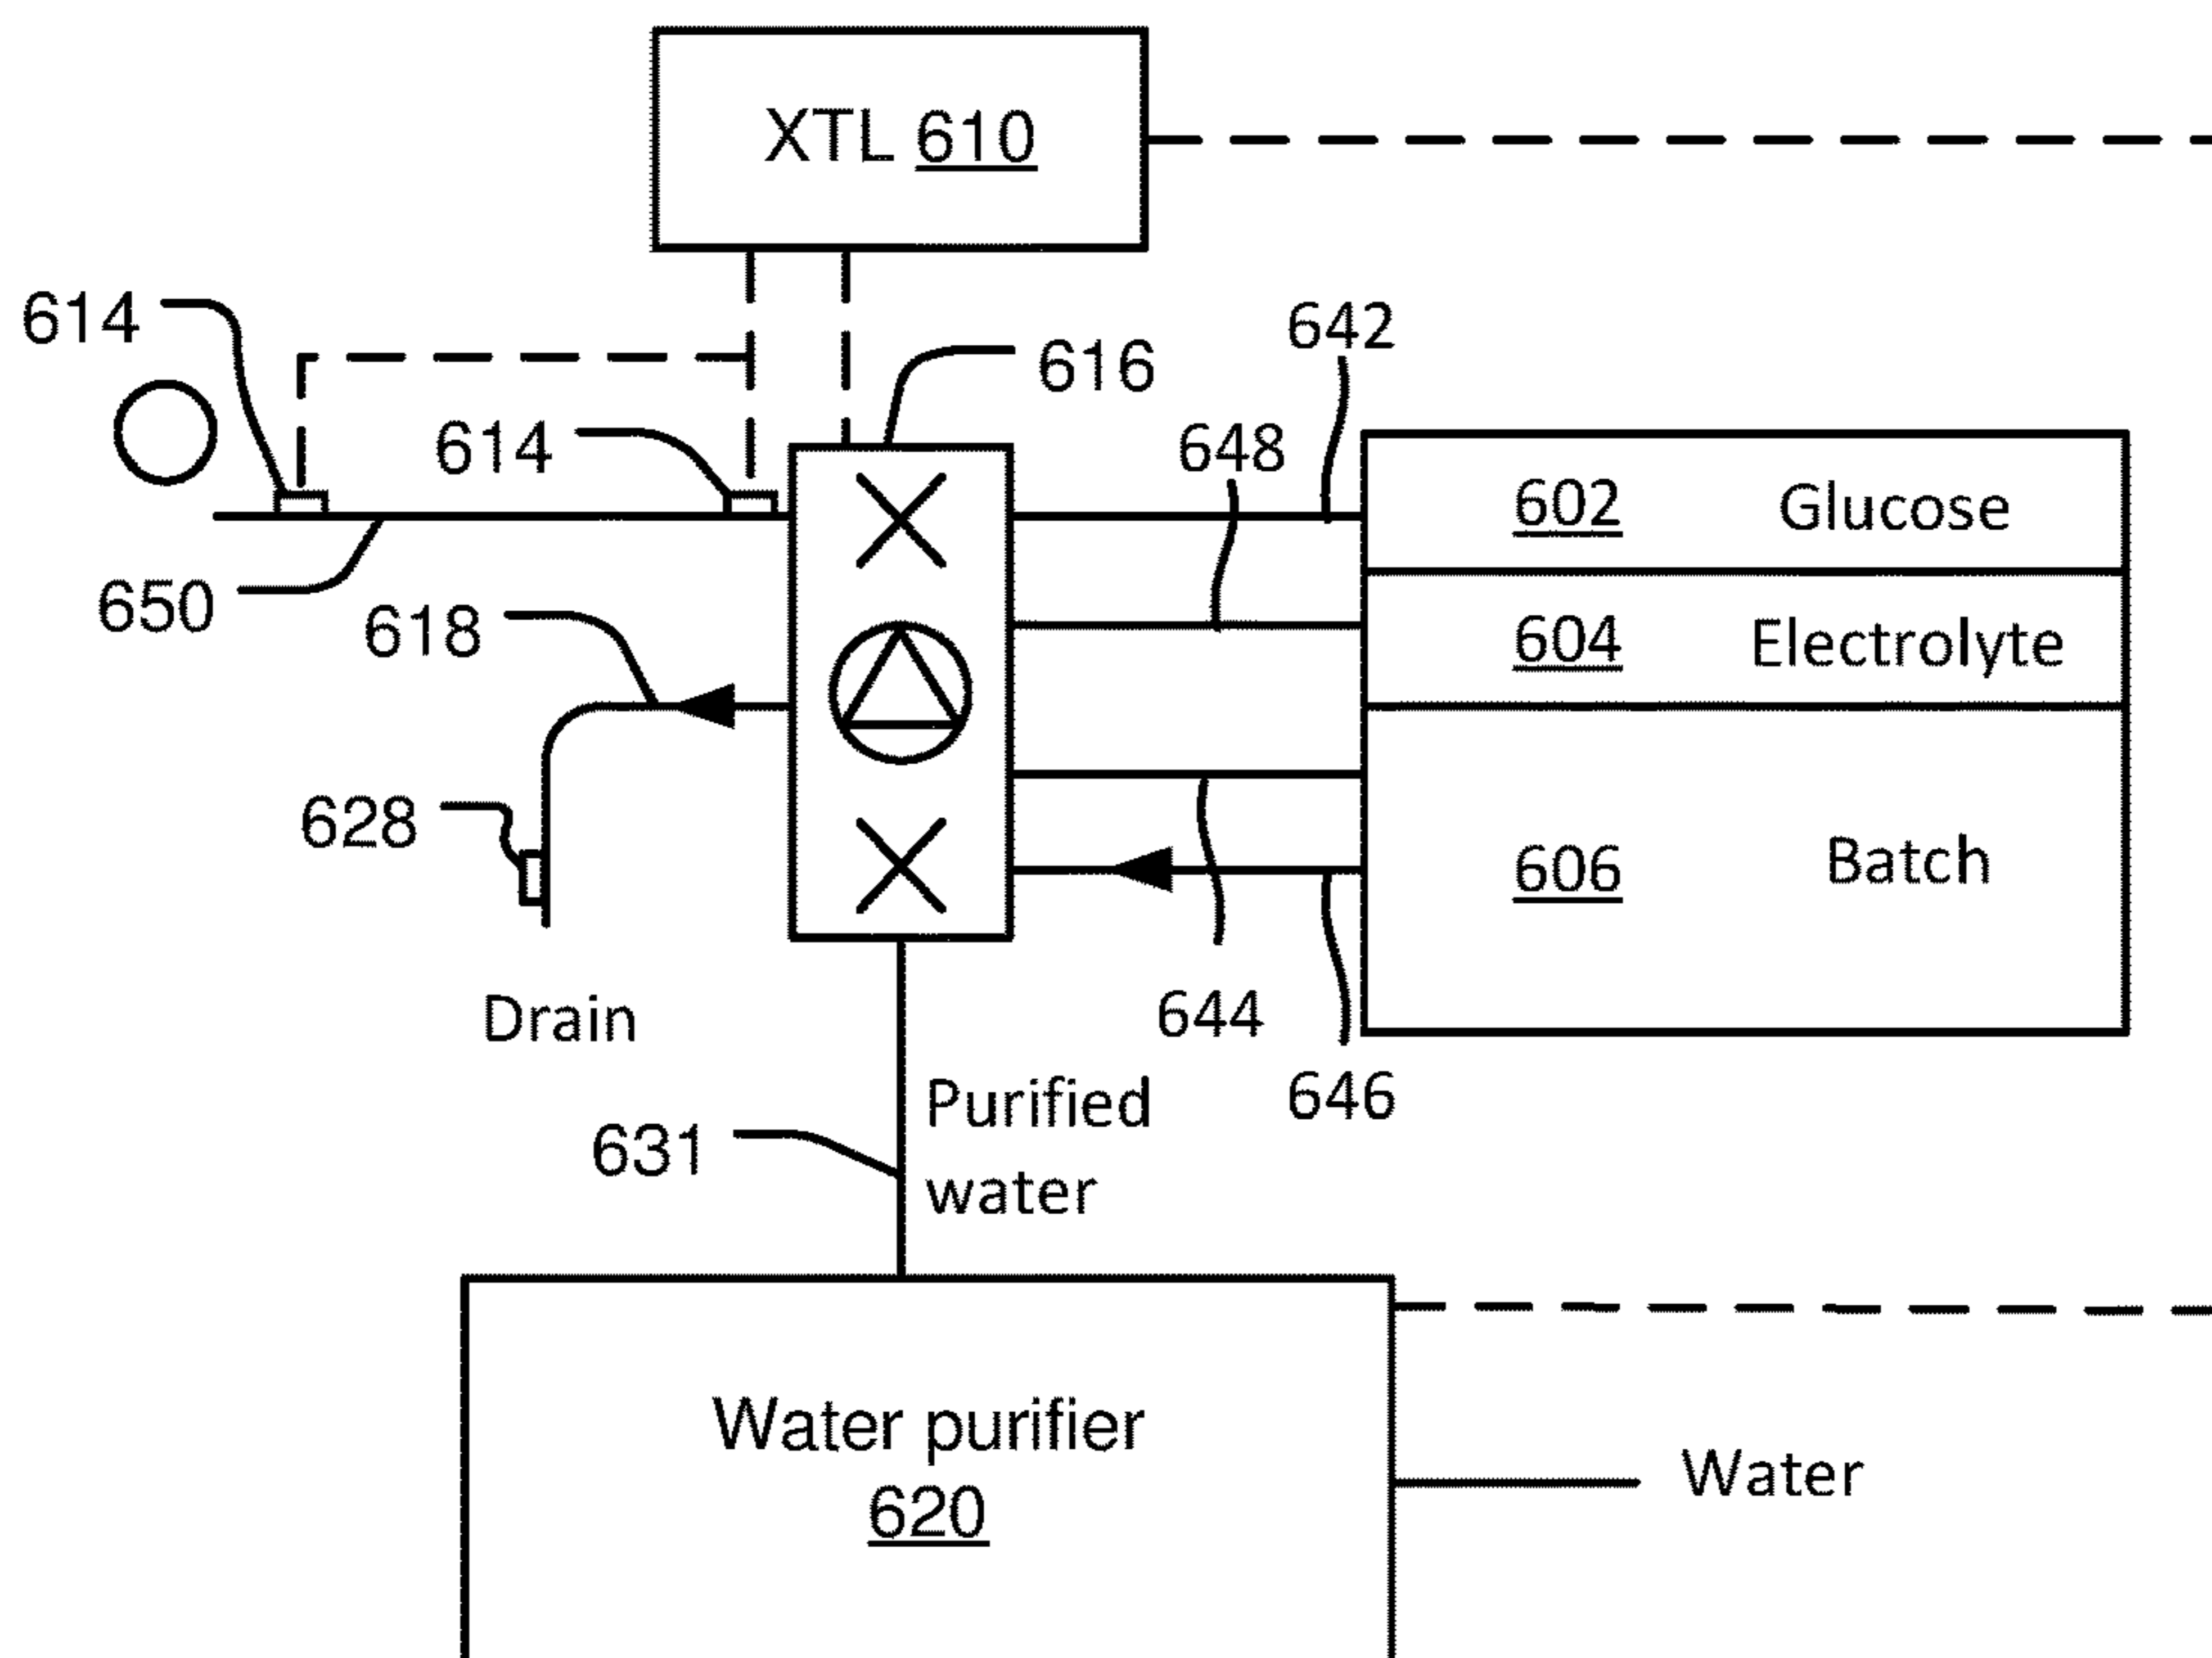 XTL 610
614
642
616
648
614
602 Glucose
650
618
604 Electrolyte
628
606 Batch
Drain
644
646
Purified
water
631
Water purifier
620
Water